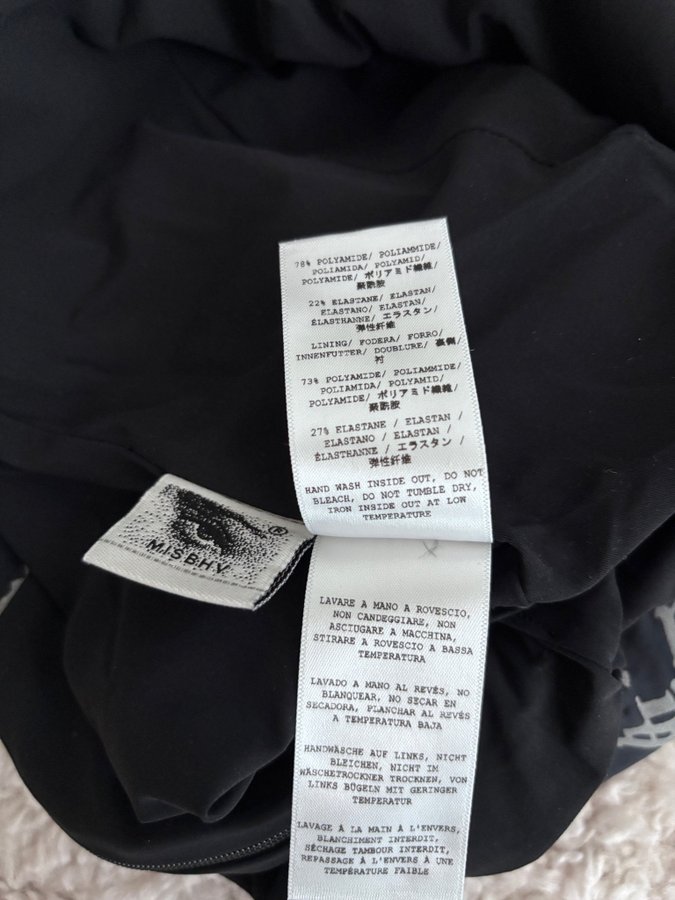 78% POLYAMIDE/ POLIAMMIDE/
POLIAMIDA/ POLYAMID/
POLYAMIDE/ ポリアミド繊維/
聚酰胺
22% ELASTANE/ ELASTAN/
ELASTANO/ ELASTAN/
ÉLASTHANNE/ エラスタン/
弹性纤维
LINING/ FODERA/ FORRO/
INNENFUTTER/ DOUBLURE/裏側/
衬
73% POLYAMIDE/ POLIAMMIDE/
POLIAMIDA/ POLYAMID/
POLYAMIDE/ ポリアミド繊維/
聚酰胺
27% ELASTANE / ELASTAN /
ELASTANO / ELASTAN /
ÉLASTHANNE / エラスタン /
弹性纤维
HAND WASH INSIDE OUT, DO NOT
BLEACH, DO NOT TUMBLE DRY,
IRON INSIDE OUT AT LOW
TEMPERATURE
®
M.I.S.B.H.V.
LAVARE A MANO A ROVESCIO,
NON CANDEGGIARE, NON
ASCIUGARE A MACCHINA,
STIRARE A ROVESCIO A BASSA
TEMPERATURA
LAVADO A MANO AL REVÉS, NO
BLANQUEAR, NO SECAR EN
SECADORA, PLANCHAR AL REVÉS
A TEMPERATURA BAJA
HANDWÄSCHE AUF LINKS, NICHT
BLEICHEN, NICHT IM
WÄSCHETROCKNER TROCKNEN, VON
LINKS BÜGELN MIT GERINGER
TEMPERATUR
LAVAGE À LA MAIN À L'ENVERS,
BLANCHIMENT INTERDIT,
SÉCHAGE TAMBOUR INTERDIT,
REPASSAGE À L'ENVERS À UNE
TEMPÉRATURE FAIBLE